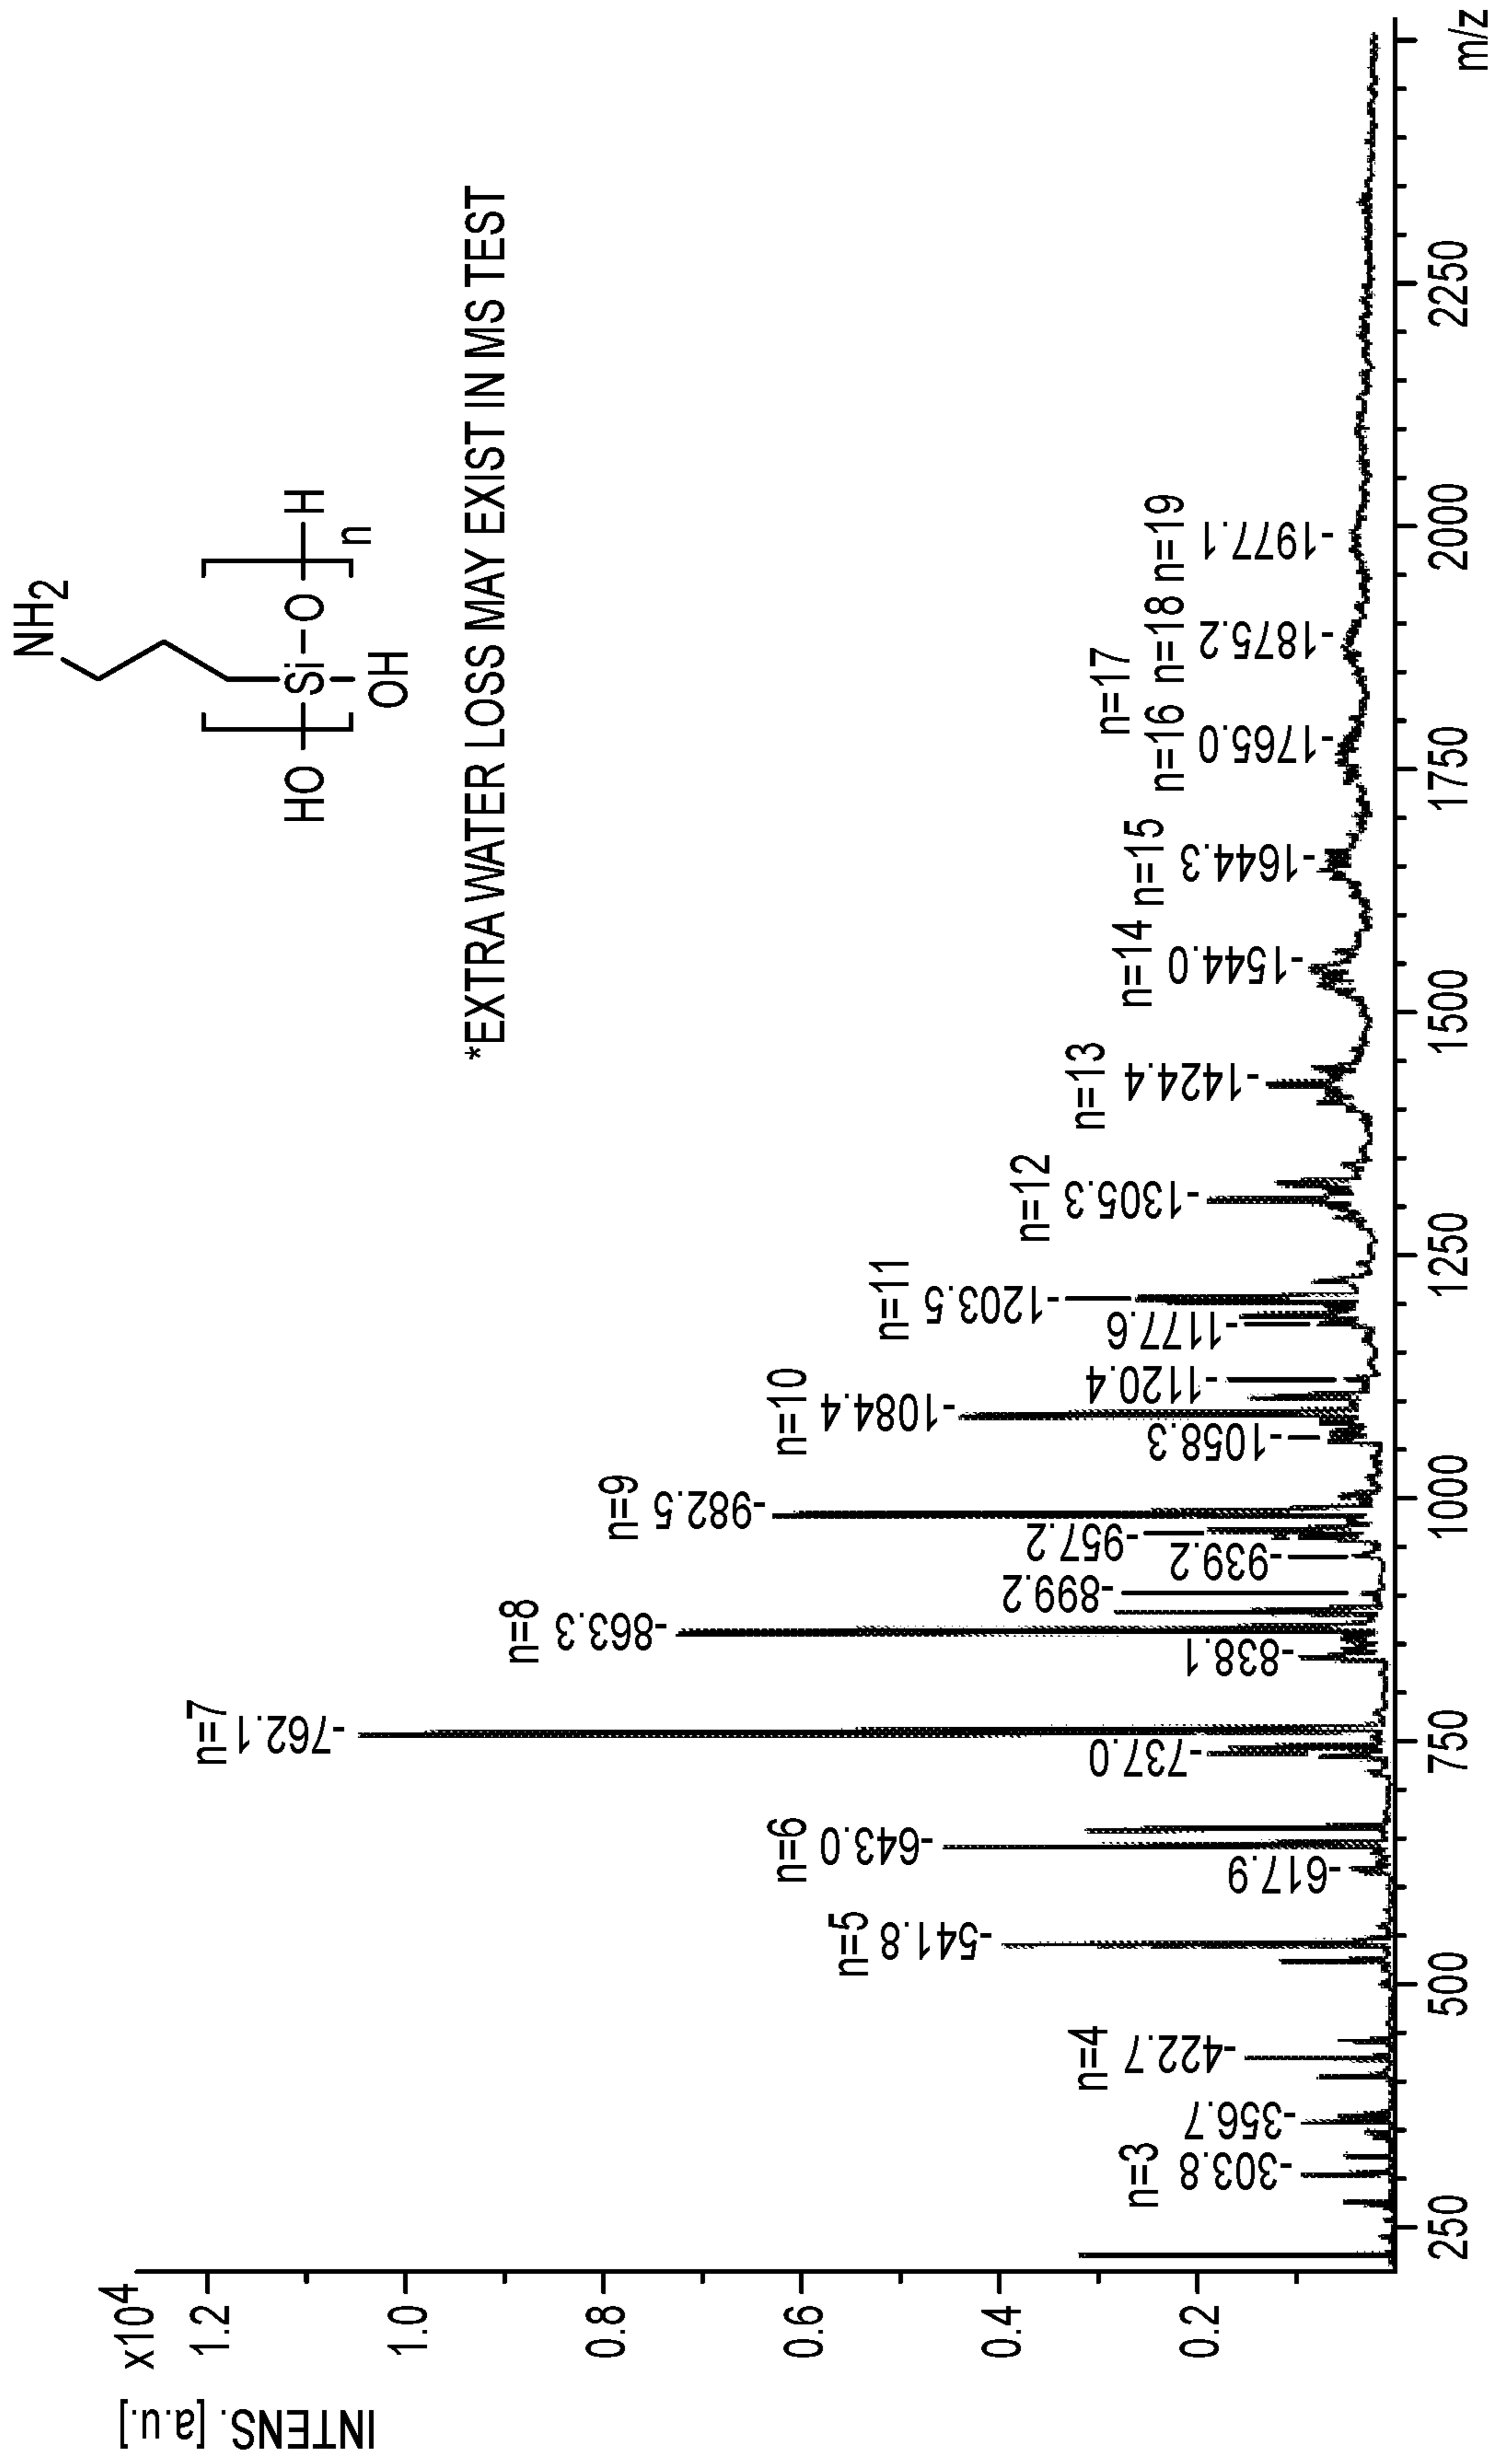 INTENS. [a.u.]
x10⁴
1.2
1.0
0.8
0.6
0.4
0.2
NH₂
HO
Si
O
H
n
OH
*EXTRA WATER LOSS MAY EXIST IN MS TEST
n=3
303.8
356.7
n=4
422.7
n=5
541.8
n=6
643.0
617.9
n=7
762.1
737.0
n=8
863.3
838.1
899.2
n=9
982.5
957.2
939.2
n=10
1084.4
1058.3
1120.4
n=11
1203.5
1177.6
n=12
1305.3
n=13
1424.4
n=14
1544.0
n=15
1644.3
n=16
1765.0
n=17
n=18
1875.2
n=19
1977.1
250
500
750
1000
1250
1500
1750
2000
2250
m/z